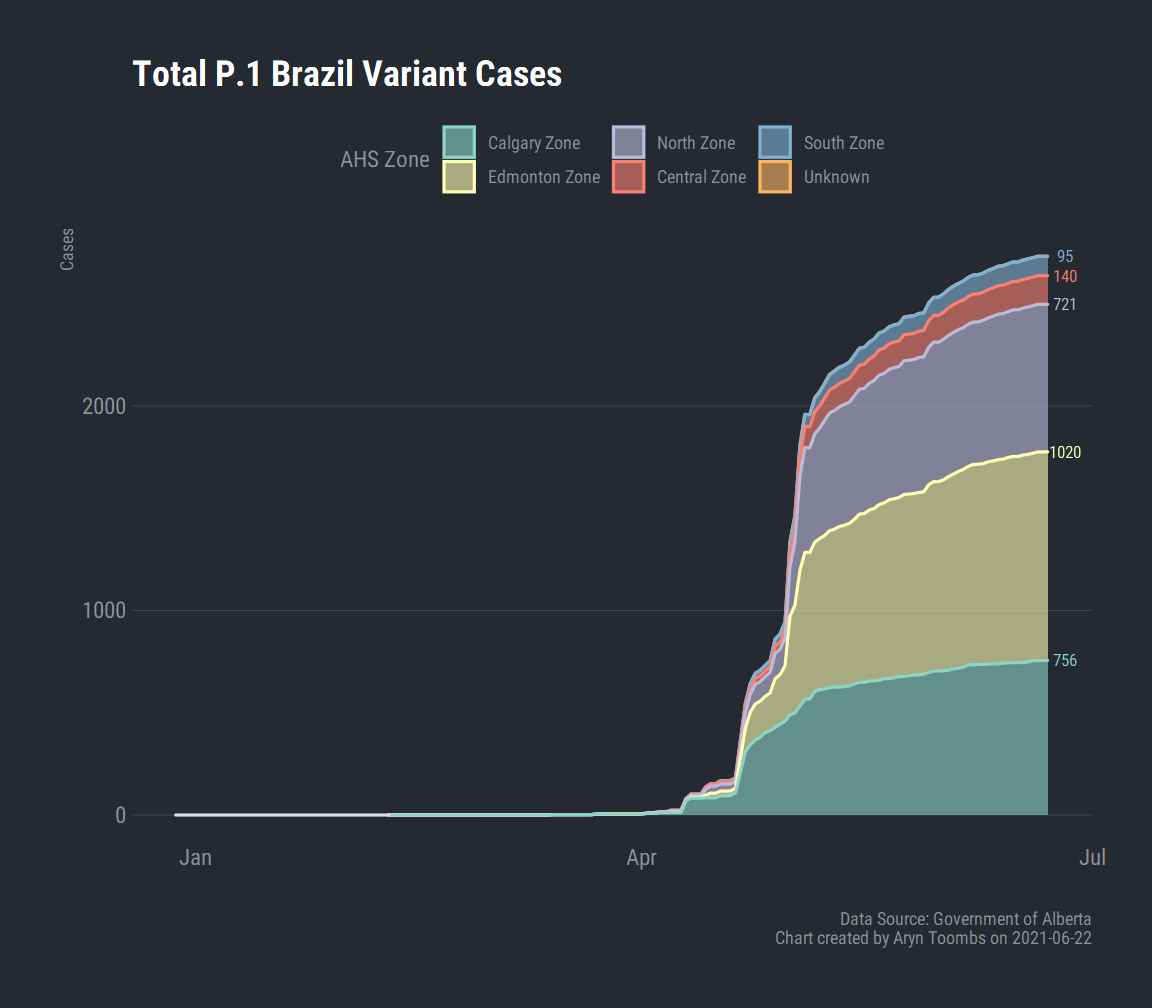 Total P.1 Brazil Variant Cases
AHS Zone
Calgary Zone
North Zone
South Zone
Edmonton Zone
Central Zone
Unknown
Cases
95
140
721
2000
1020
1000
756
0
Jan
Apr
Jul
Data Source: Government of Alberta
Chart created by Aryn Toombs on 2021-06-22